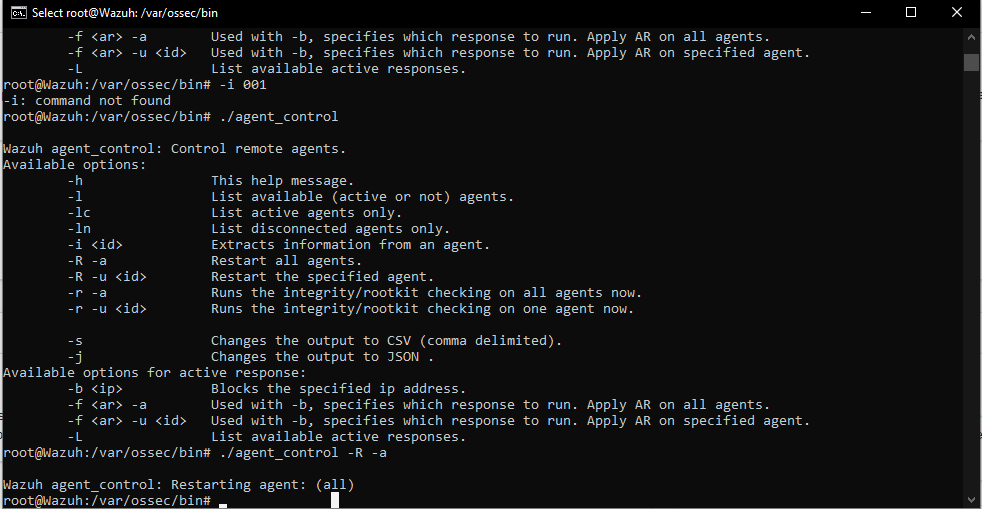 Select root@Wazuh: /var/ossec/bin
-f <ar> -a Used with -b, specifies which response to run. Apply AR on all agents.
-f <ar> -u <id> Used with -b, specifies which response to run. Apply AR on specified agent.
-L List available active responses.
root@Wazuh:/var/ossec/bin# -i 001
-i: command not found
root@Wazuh:/var/ossec/bin# ./agent_control
Wazuh agent_control: Control remote agents.
Available options:
-h This help message.
-l List available (active or not) agents.
-lc List active agents only.
-ln List disconnected agents only.
-i <id> Extracts information from an agent.
-R -a Restart all agents.
-R -u <id> Restart the specified agent.
-r -a Runs the integrity/rootkit checking on all agents now.
-r -u <id> Runs the integrity/rootkit checking on one agent now.
-s Changes the output to CSV (comma delimited).
-j Changes the output to JSON .
Available options for active response:
-b <ip> Blocks the specified ip address.
-f <ar> -a Used with -b, specifies which response to run. Apply AR on all agents.
-f <ar> -u <id> Used with -b, specifies which response to run. Apply AR on specified agent.
-L List available active responses.
root@Wazuh:/var/ossec/bin# ./agent_control -R -a
Wazuh agent_control: Restarting agent: (all)
root@Wazuh:/var/ossec/bin#